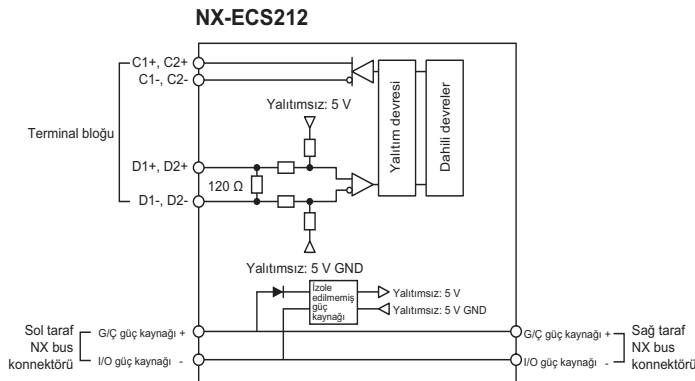 NX-ECS212
C1+, C2+
C1-, C2-
Yalıtımsız: 5 V
Yalıtım devresi
Dahili devreler
Terminal bloğu
D1+, D2+
120 Ω
D1-, D2-
Yalıtımsız: 5 V GND
İzole
edilmemiş
güç
kaynağı
Yalıtımsız: 5 V
Yalıtımsız: 5 V GND
Sol taraf
NX bus
konnektörü
G/Ç güç kaynağı +
I/O güç kaynağı -
G/Ç güç kaynağı +
I/O güç kaynağı -
Sağ taraf
NX bus
konnektörü